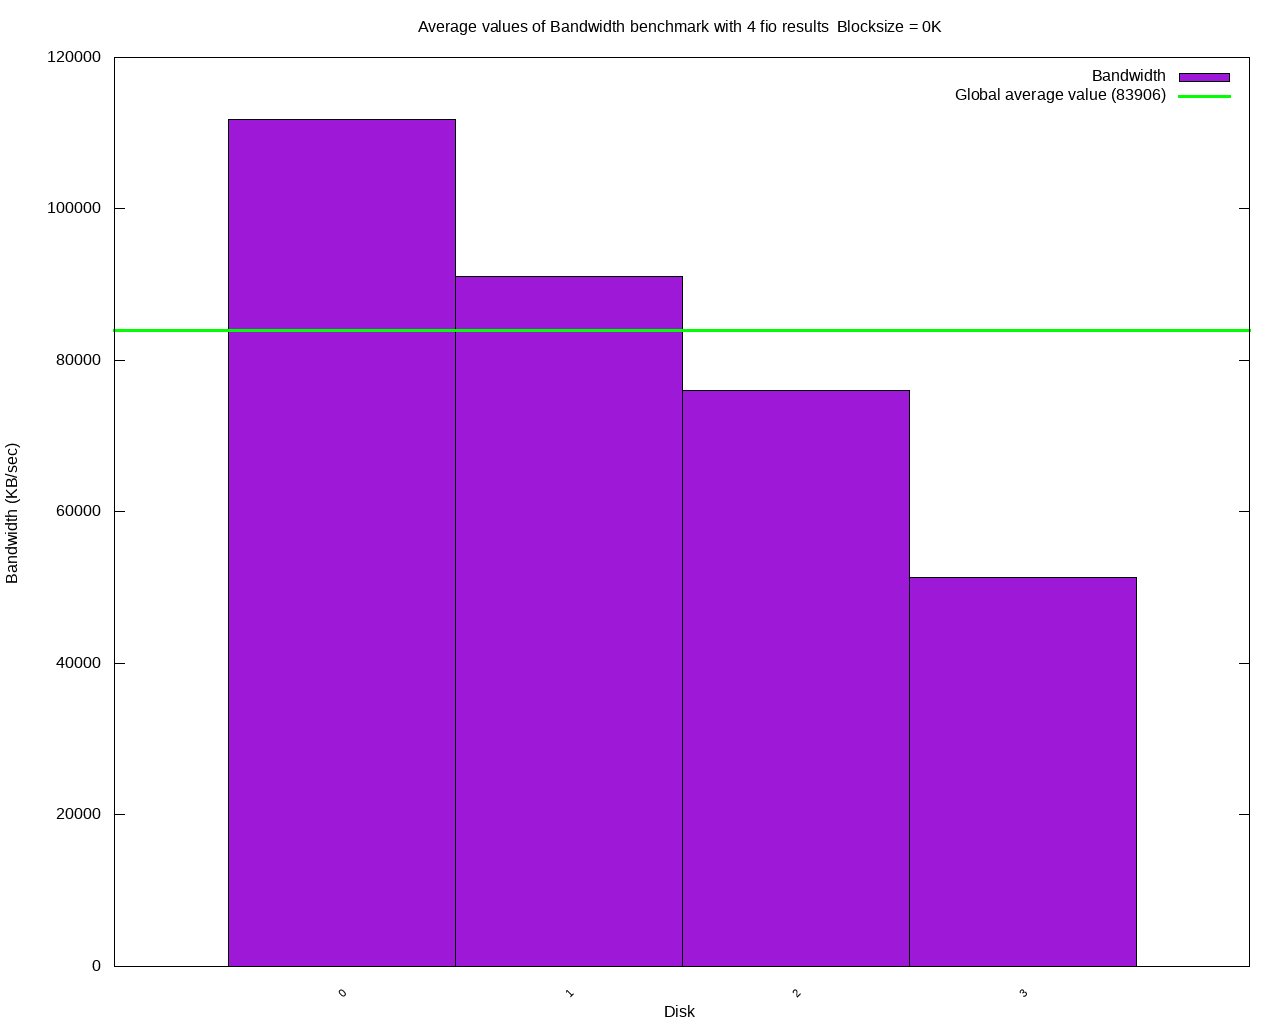 Average values of Bandwidth benchmark with 4 fio results  Blocksize = 0K
120000
100000
80000
60000
40000
20000
0
Bandwidth
Global average value (83906)
Bandwidth (KB/sec)
0
1
2
3
Disk